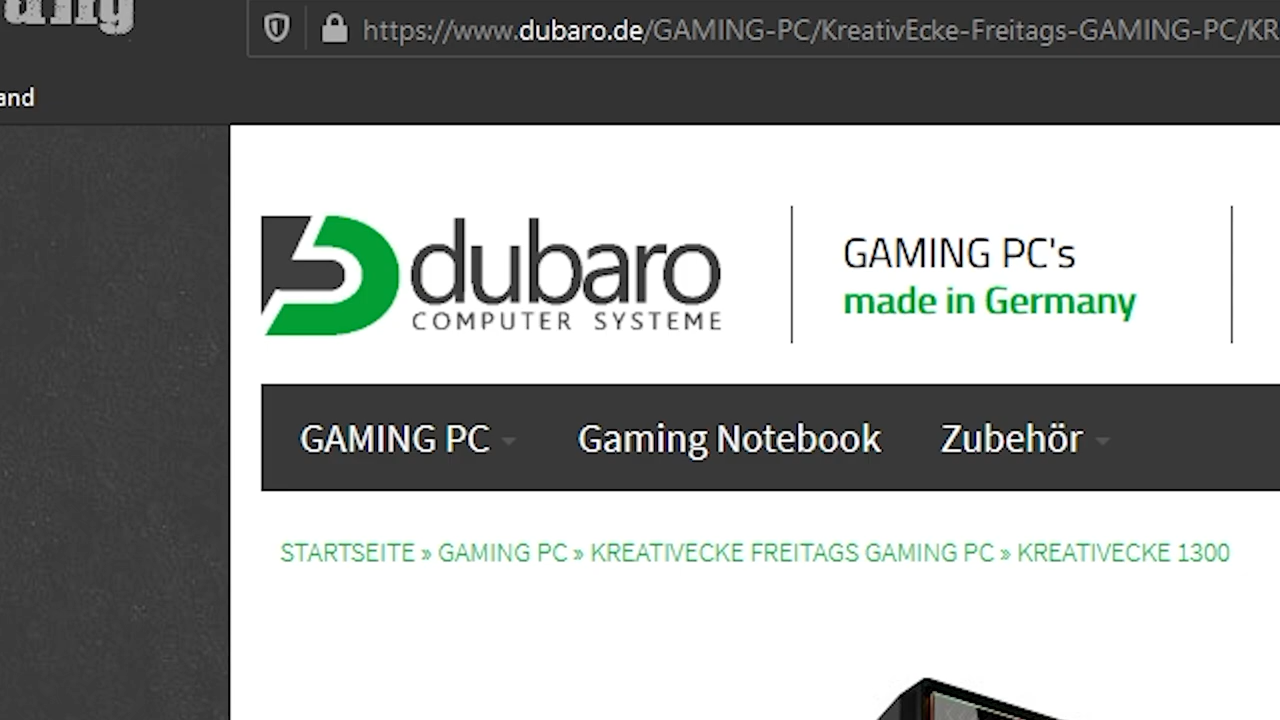 https://www.dubaro.de/GAMING-PC/KreativEcke-Freitags-GAMING-PC/KR
and
dubaro
COMPUTER SYSTEME
GAMING PC's
made in Germany
GAMING PC Gaming Notebook Zubehör
STARTSEITE » GAMING PC » KREATIVECKE FREITAGS GAMING PC » KREATIVECKE 1300